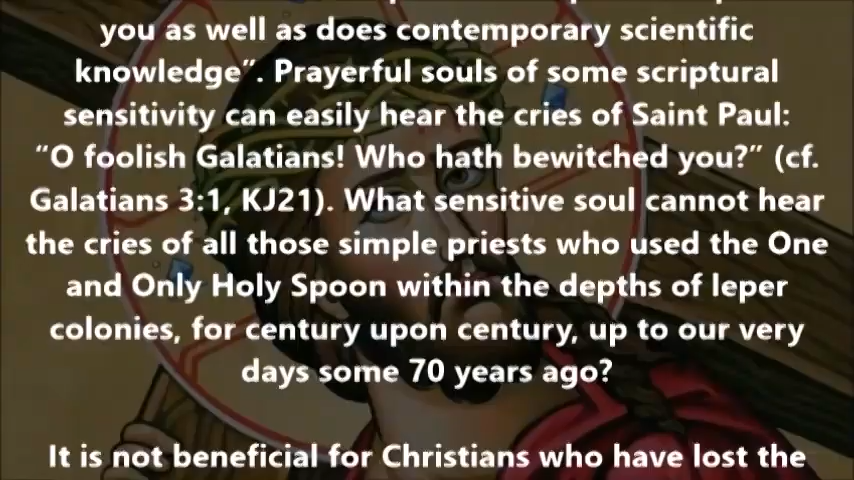 you as well as does contemporary scientific
knowledge”. Prayerful souls of some scriptural
sensitivity can easily hear the cries of Saint Paul:
“O foolish Galatians! Who hath bewitched you?” (cf.
Galatians 3:1, KJ21). What sensitive soul cannot hear
the cries of all those simple priests who used the One
and Only Holy Spoon within the depths of leper
colonies, for century upon century, up to our very
days some 70 years ago?
It is not beneficial for Christians who have lost the